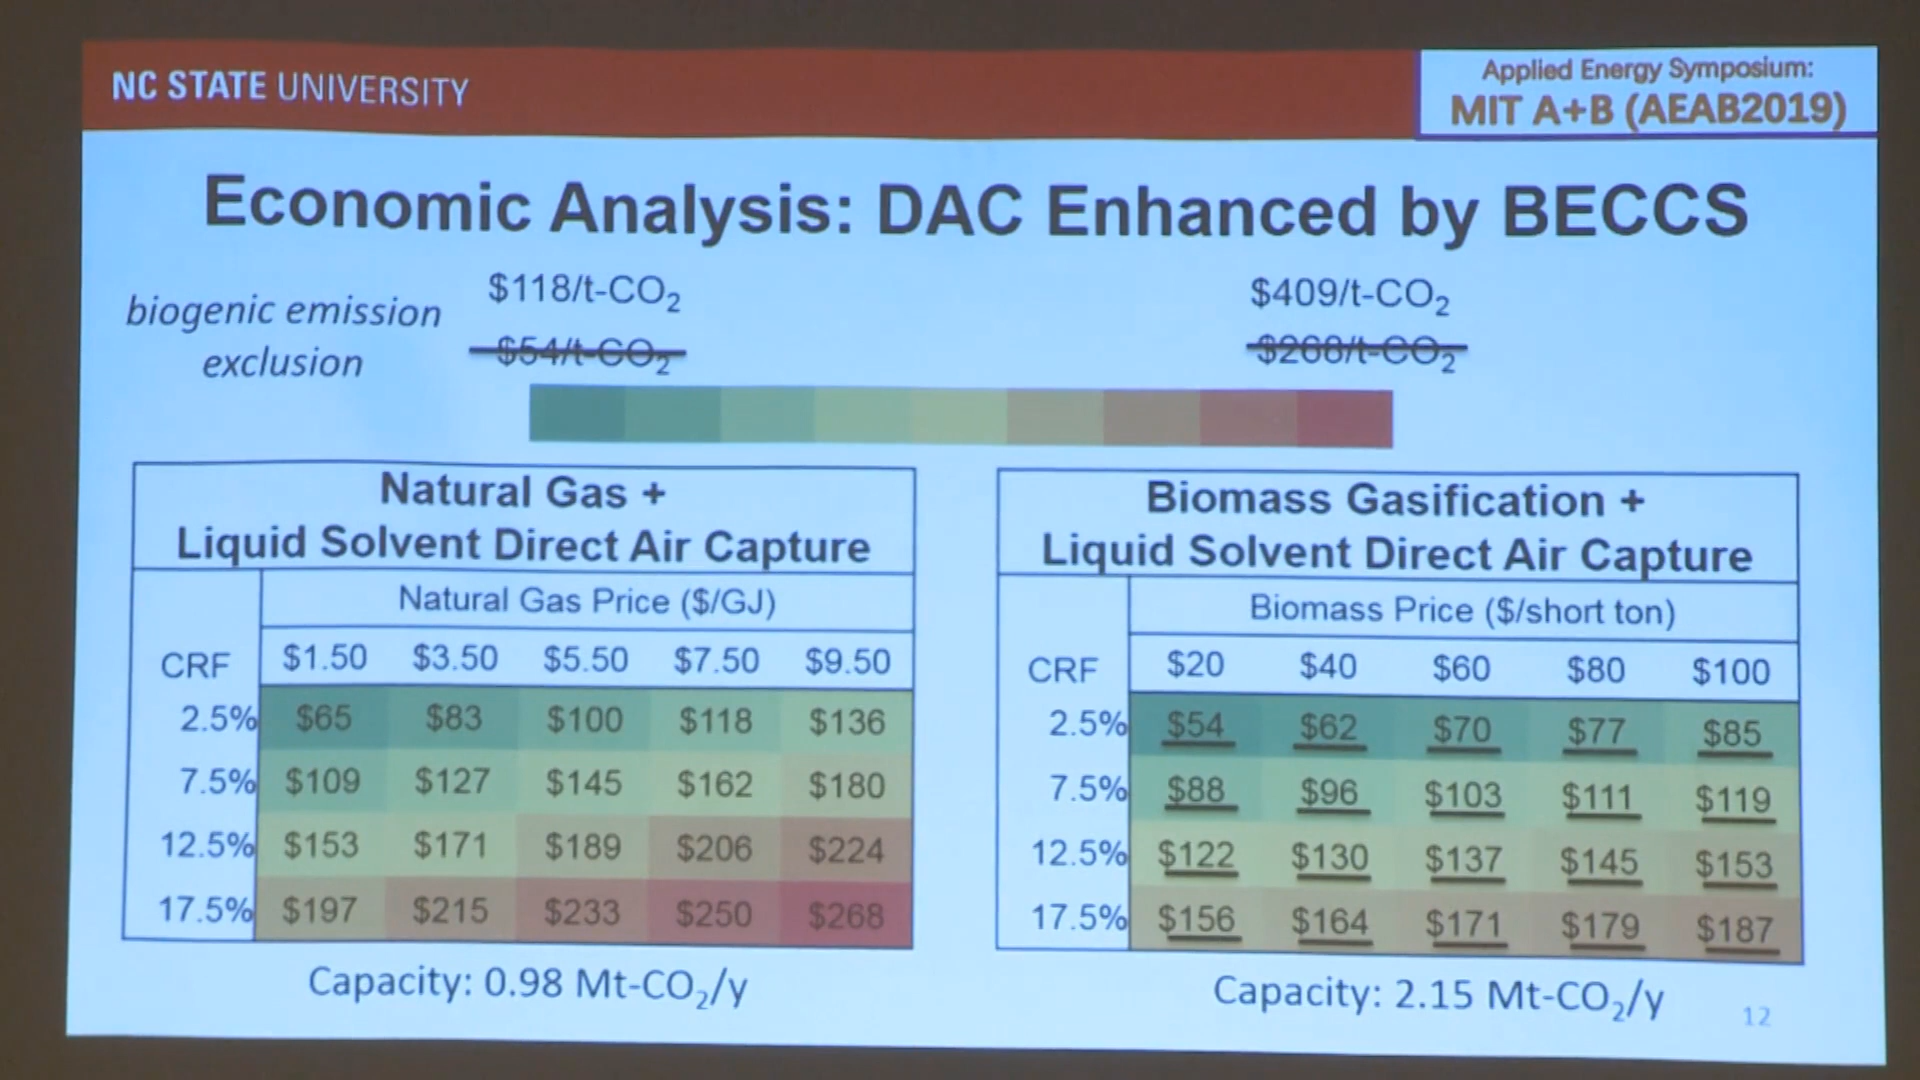 NC STATE UNIVERSITY
Applied Energy Symposium:
MIT A+B (AEAB2019)
Economic Analysis: DAC Enhanced by BECCS
biogenic emission
exclusion
$118/t-CO₂
$54/t-CO₂
$409/t-CO₂
$268/t-CO₂
Natural Gas +
Liquid Solvent Direct Air Capture
Natural Gas Price ($/GJ)
CRF $1.50 $3.50 $5.50 $7.50 $9.50
2.5% $65 $83 $100 $118 $136
7.5% $109 $127 $145 $162 $180
12.5% $153 $171 $189 $206 $224
17.5% $197 $215 $233 $250 $268
Capacity: 0.98 Mt-CO₂/y
Biomass Gasification +
Liquid Solvent Direct Air Capture
Biomass Price ($/short ton)
CRF $20 $40 $60 $80 $100
2.5% $54 $62 $70 $77 $85
7.5% $88 $96 $103 $111 $119
12.5% $122 $130 $137 $145 $153
17.5% $156 $164 $171 $179 $187
Capacity: 2.15 Mt-CO₂/y
12